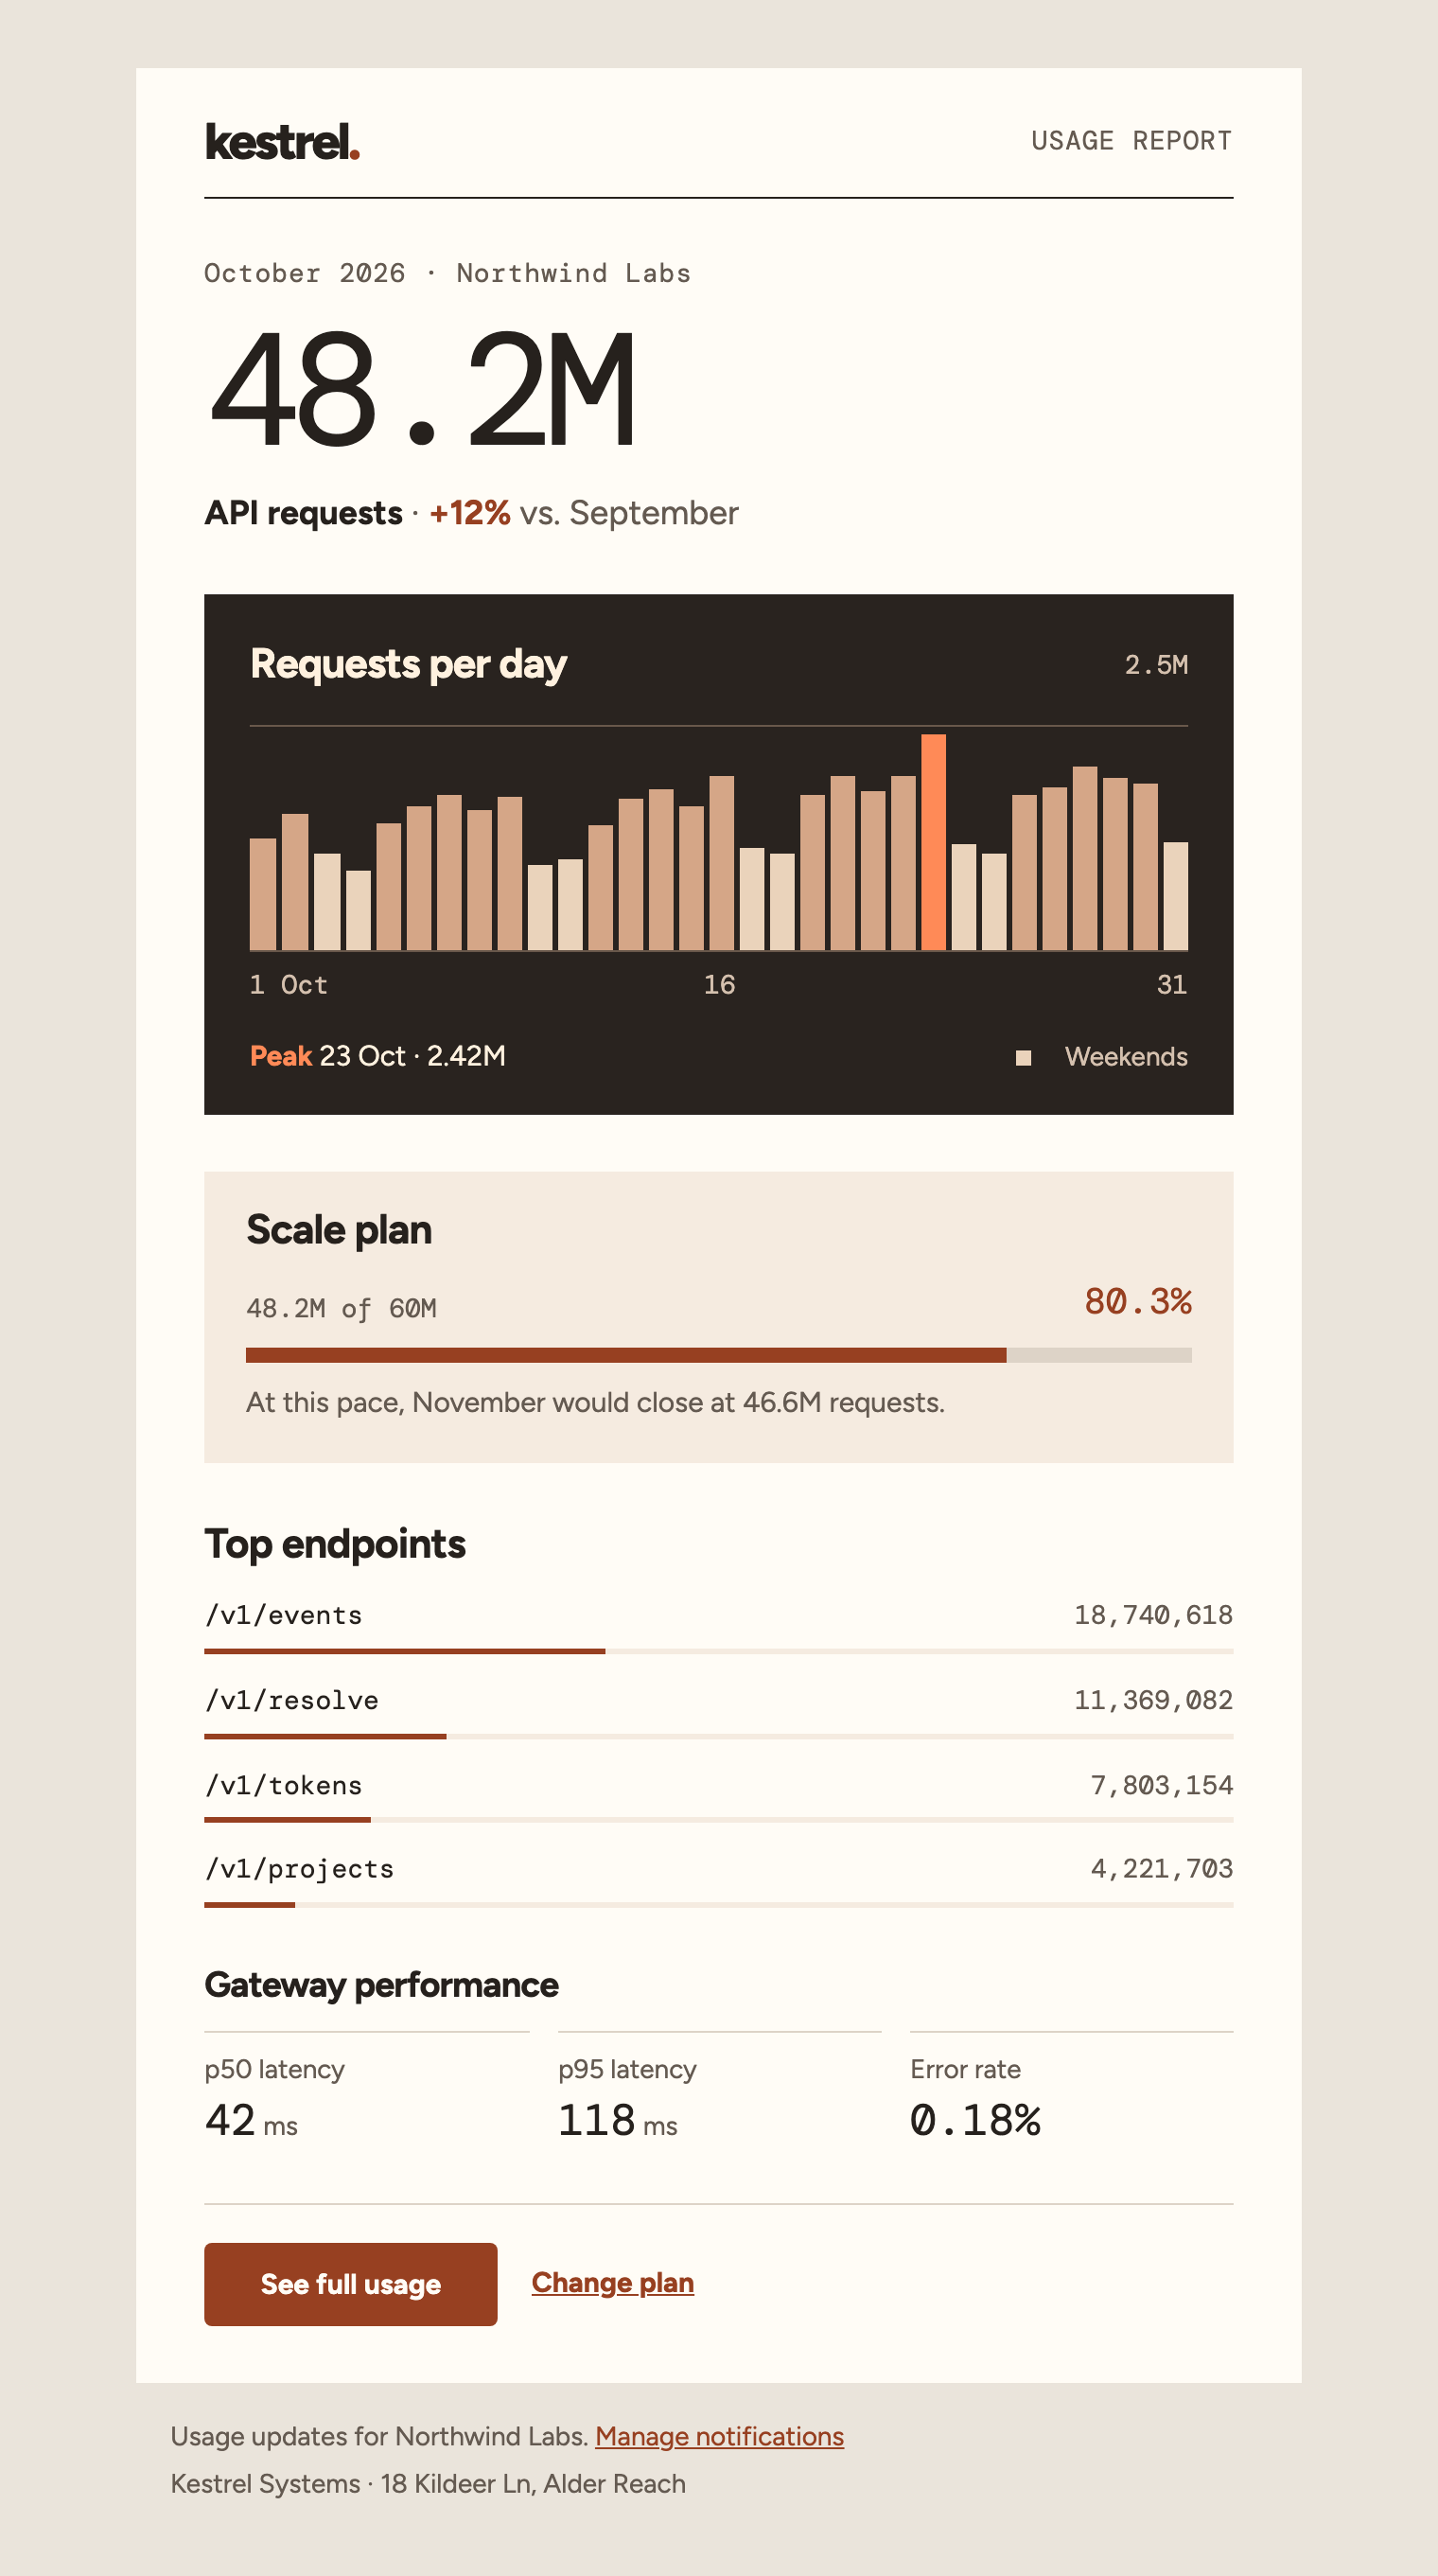 kestrel.
USAGE REPORT
October 2026 · Northwind Labs
48.2M
API requests · +12% vs. September
Requests per day
2.5M
1 Oct
16
31
Peak 23 Oct · 2.42M
Weekends
Scale plan
48.2M of 60M
80.3%
At this pace, November would close at 46.6M requests.
Top endpoints
/v1/events
18,740,618
/v1/resolve
11,369,082
/v1/tokens
7,803,154
/v1/projects
4,221,703
Gateway performance
p50 latency
42 ms
p95 latency
118 ms
Error rate
0.18%
See full usage
Change plan
Usage updates for Northwind Labs. Manage notifications
Kestrel Systems · 18 Kildeer Ln, Alder Reach